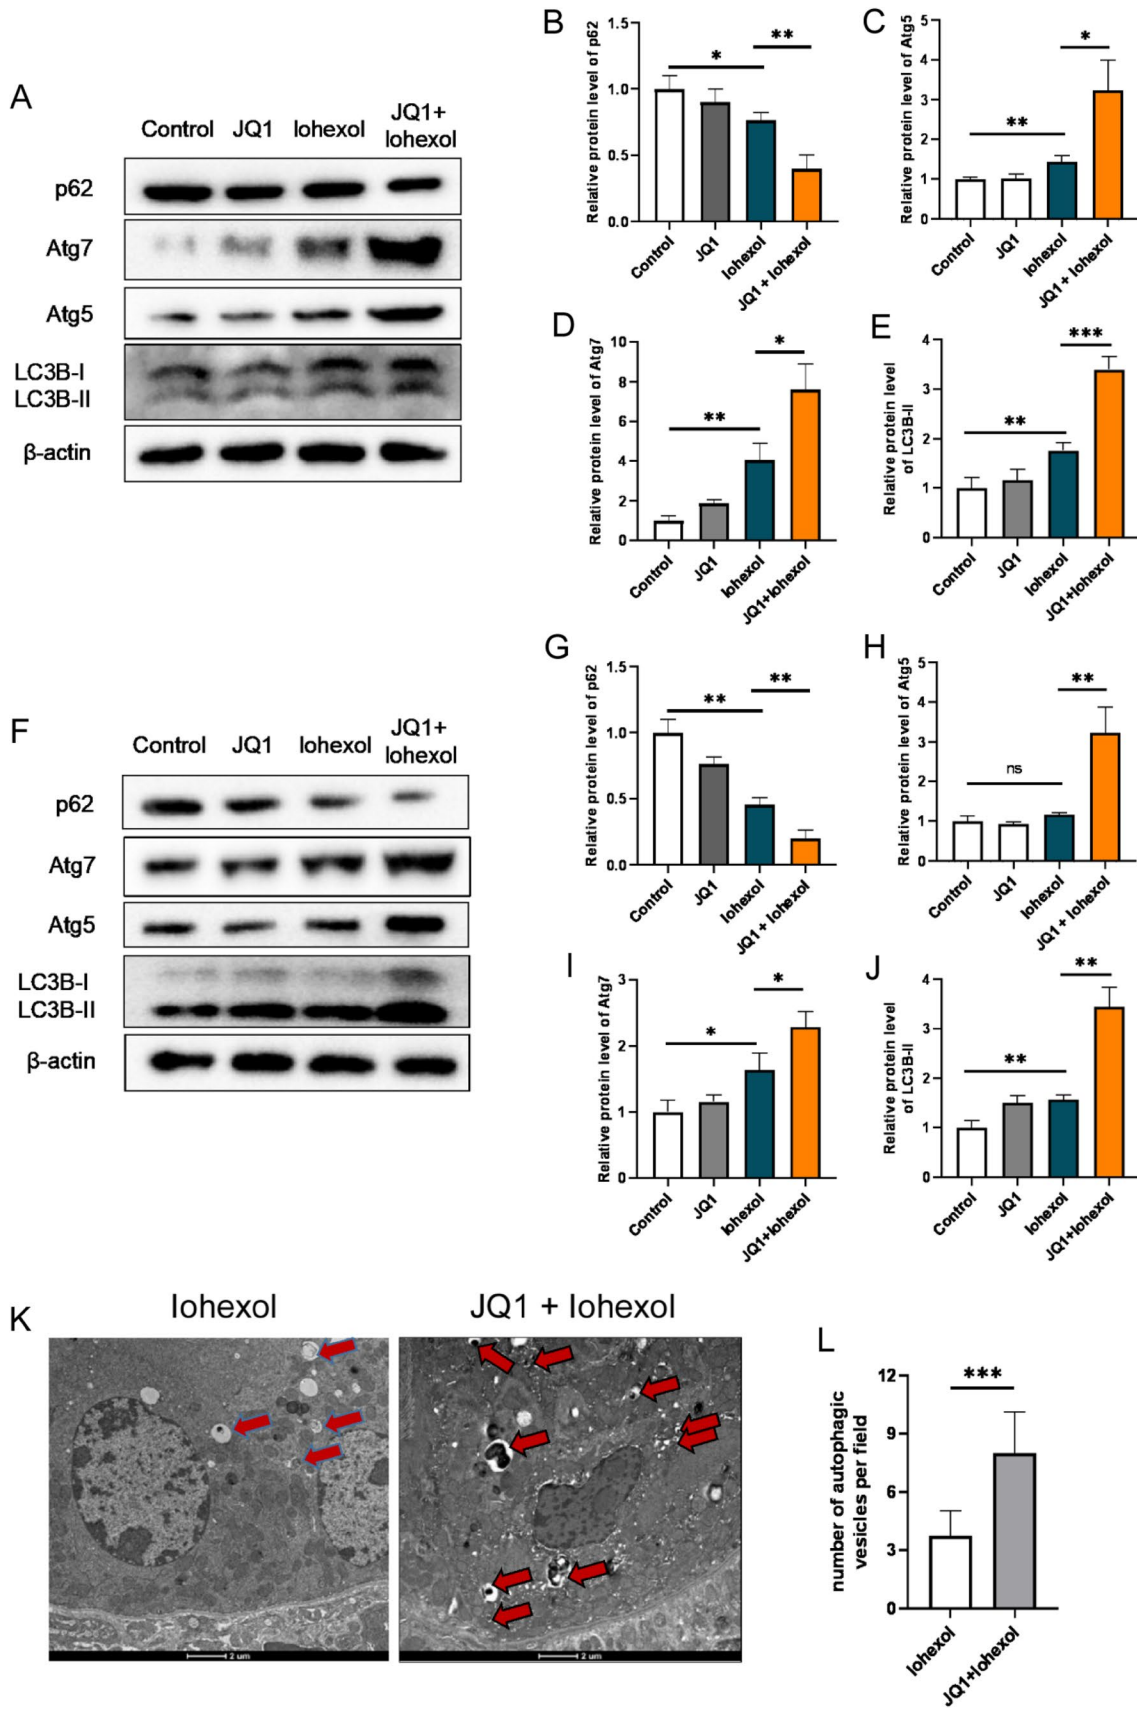 A
Control
JQ1
Iohexol
JQ1+
Iohexol
p62
Atg7
Atg5
LC3B-I
LC3B-II
β-actin
B
Relative protein level of p62
1.5
1.0
0.5
0.0
*
**
Control
JQ1
Iohexol
JQ1 + Iohexol
C
Relative protein level of Atg5
5
4
3
2
1
0
**
*
Control
JQ1
Iohexol
JQ1 + Iohexol
D
Relative protein level of Atg7
10
8
6
4
2
0
**
*
Control
JQ1
Iohexol
JQ1+Iohexol
E
Relative protein level
of LC3B-II
4
3
2
1
0
**
***
Control
JQ1
Iohexol
JQ1+Iohexol
F
Control
JQ1
Iohexol
JQ1+
Iohexol
p62
Atg7
Atg5
LC3B-I
LC3B-II
β-actin
G
Relative protein level of p62
1.5
1.0
0.5
0.0
**
**
Control
JQ1
Iohexol
JQ1 + Iohexol
H
Relative protein level of Atg5
5
4
3
2
1
0
ns
**
Control
JQ1
Iohexol
JQ1 + Iohexol
I
Relative protein level of Atg7
3
2
1
0
*
*
Control
JQ1
Iohexol
JQ1+Iohexol
J
Relative protein level
of LC3B-II
4
3
2
1
0
**
**
Control
JQ1
Iohexol
JQ1+Iohexol
K
Iohexol
JQ1 + Iohexol
2 um
2 um
L
number of autophagic
vesicles per field
12
9
6
3
0
***
Iohexol
JQ1+Iohexol